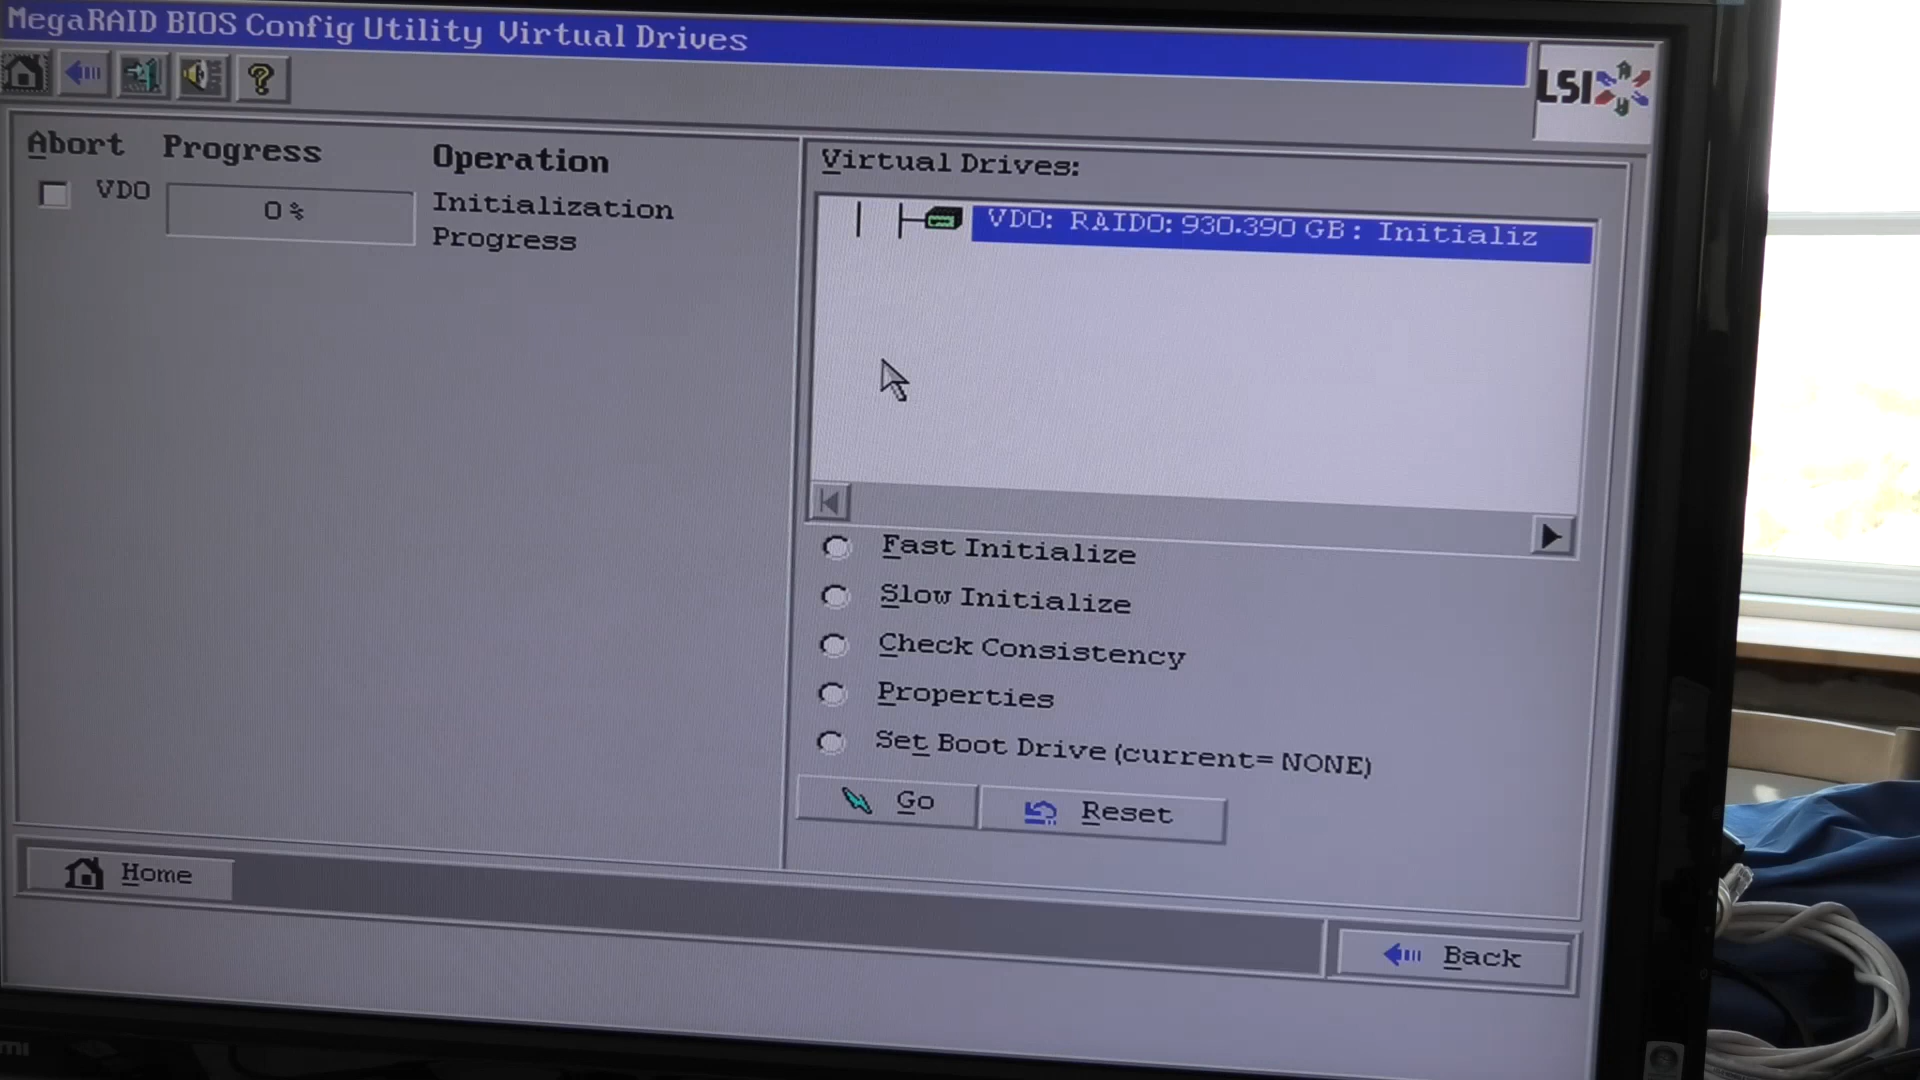 MegaRAID BIOS Config Utility Virtual Drives
LSI
?
Abort Progress Operation
VD0 0 % Initialization
Progress
Virtual Drives:
VD0: RAID0: 930.390 GB : Initializ
Fast Initialize
Slow Initialize
Check Consistency
Properties
Set Boot Drive (current= NONE)
Go Reset
Home
Back